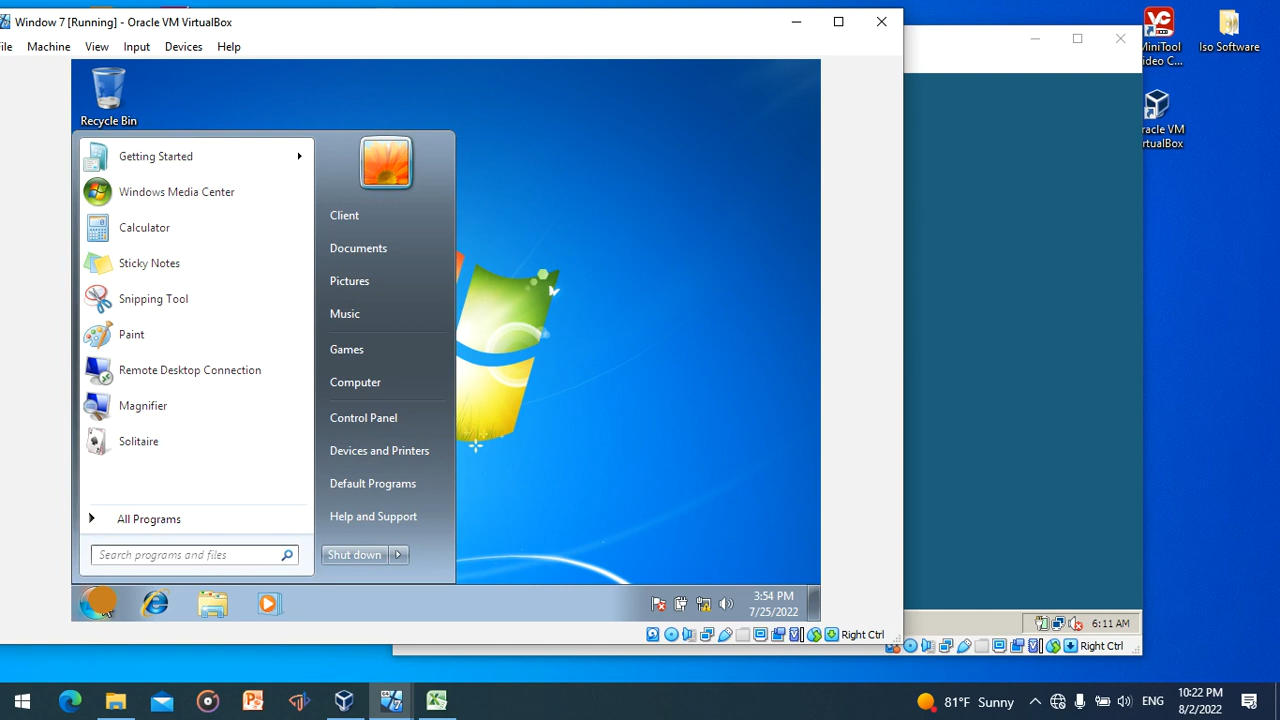 Window 7 [Running] - Oracle VM VirtualBox
File Machine View Input Devices Help
Recycle Bin
Getting Started
Windows Media Center
Calculator
Sticky Notes
Snipping Tool
Paint
Remote Desktop Connection
Magnifier
Solitaire
All Programs
Search programs and files
Client
Documents
Pictures
Music
Games
Computer
Control Panel
Devices and Printers
Default Programs
Help and Support
Shut down
3:54 PM
7/25/2022
Right Ctrl
6:11 AM
Right Ctrl
MiniTool
ideo C...
Iso Software
racle VM
rtualBox
81°F Sunny
ENG
10:22 PM
8/2/2022